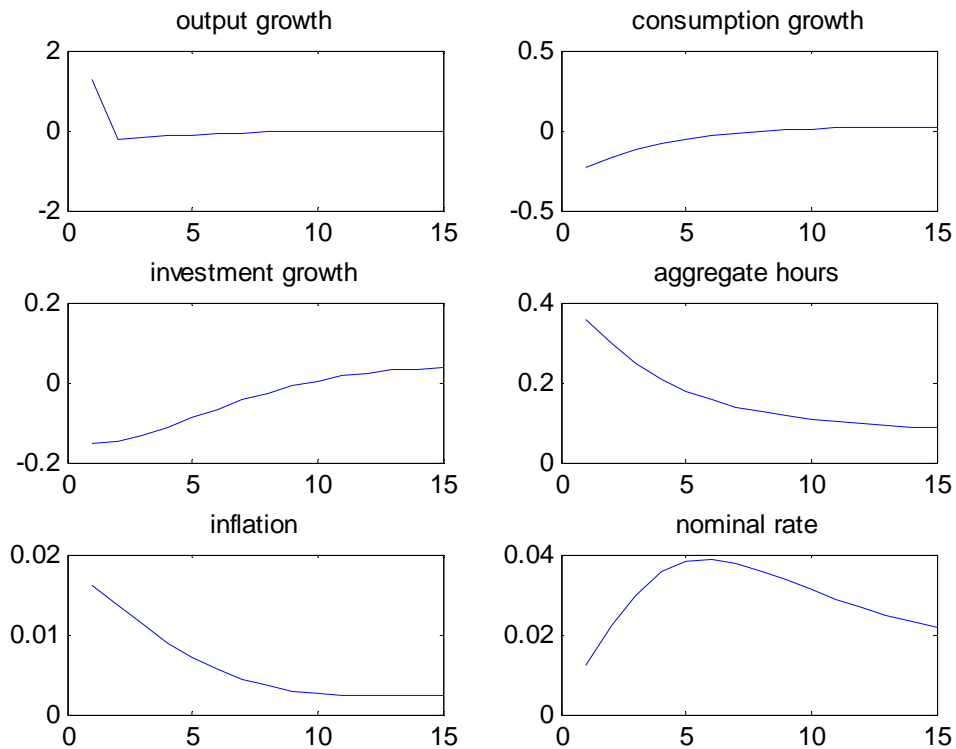 output growth
2
0
-2
0 5 10 15
consumption growth
0.5
0
-0.5
0 5 10 15
investment growth
0.2
0
-0.2
0 5 10 15
aggregate hours
0.4
0.2
0
0 5 10 15
inflation
0.02
0.01
0
0 5 10 15
nominal rate
0.04
0.02
0
0 5 10 15